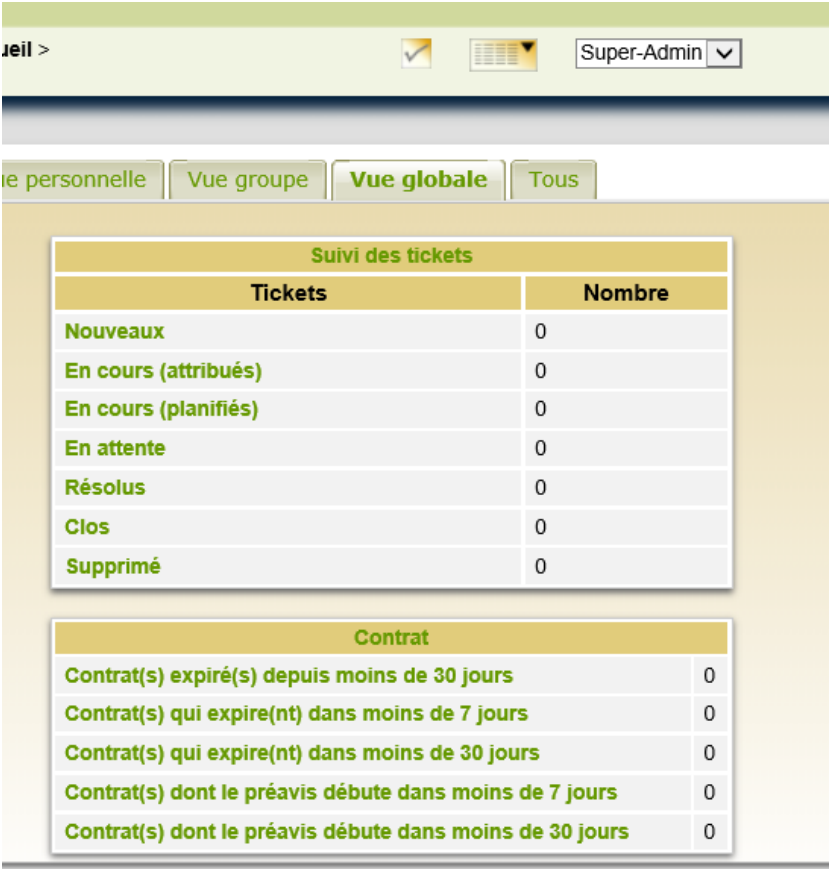 ueil >
Super-Admin
e personnelle Vue groupe Vue globale Tous
Suivi des tickets
Tickets Nombre
Nouveaux 0
En cours (attribués) 0
En cours (planifiés) 0
En attente 0
Résolus 0
Clos 0
Supprimé 0
Contrat
Contrat(s) expiré(s) depuis moins de 30 jours 0
Contrat(s) qui expire(nt) dans moins de 7 jours 0
Contrat(s) qui expire(nt) dans moins de 30 jours 0
Contrat(s) dont le préavis débute dans moins de 7 jours 0
Contrat(s) dont le préavis débute dans moins de 30 jours 0